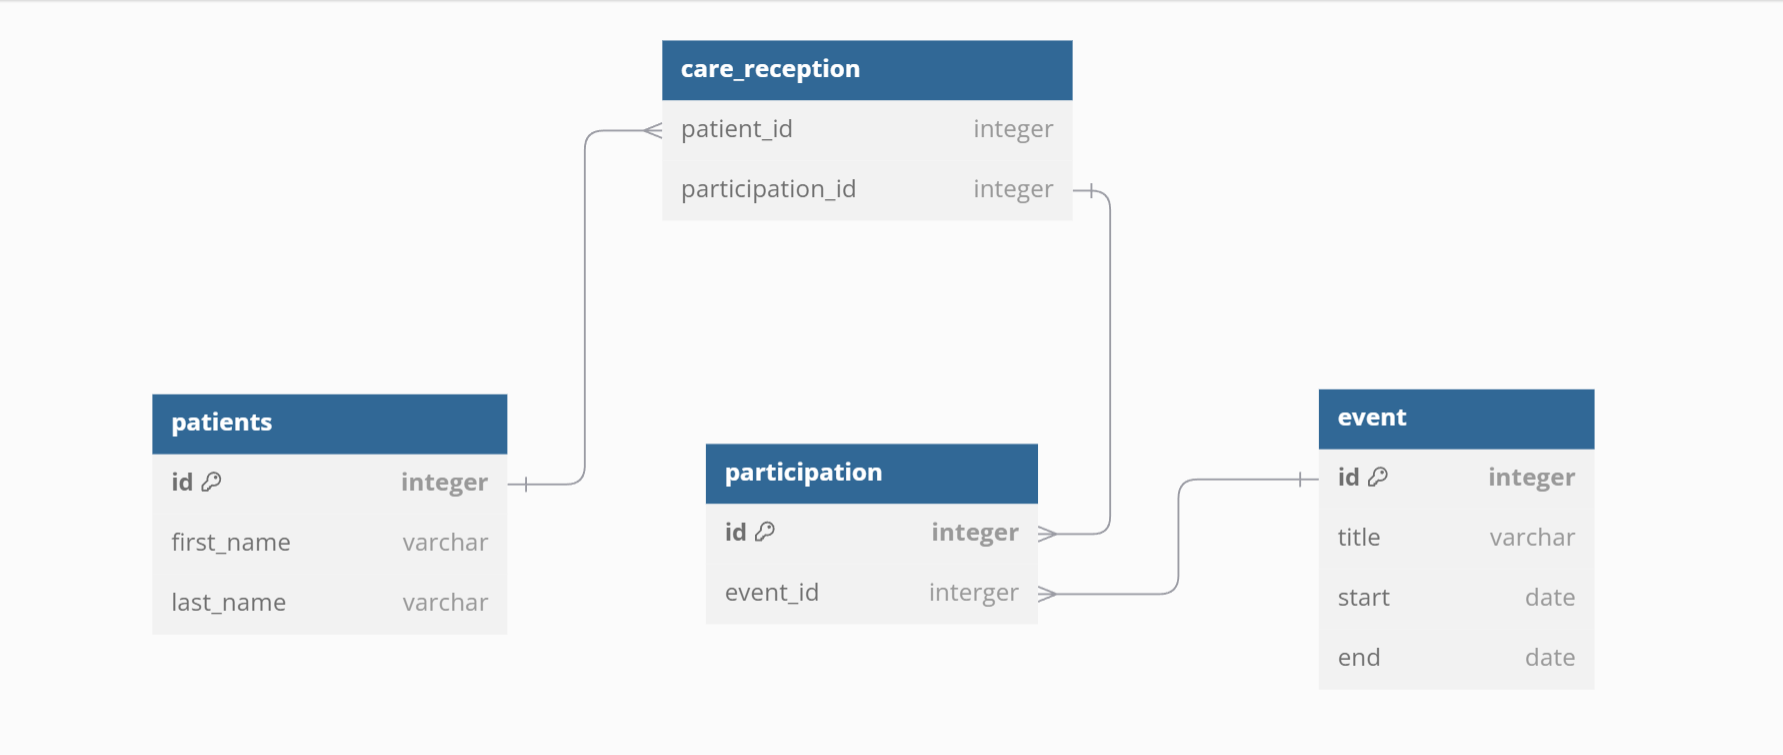 care_reception
patient_id integer
participation_id integer
patients
id integer
first_name varchar
last_name varchar
participation
id integer
event_id interger
event
id integer
title varchar
start date
end date